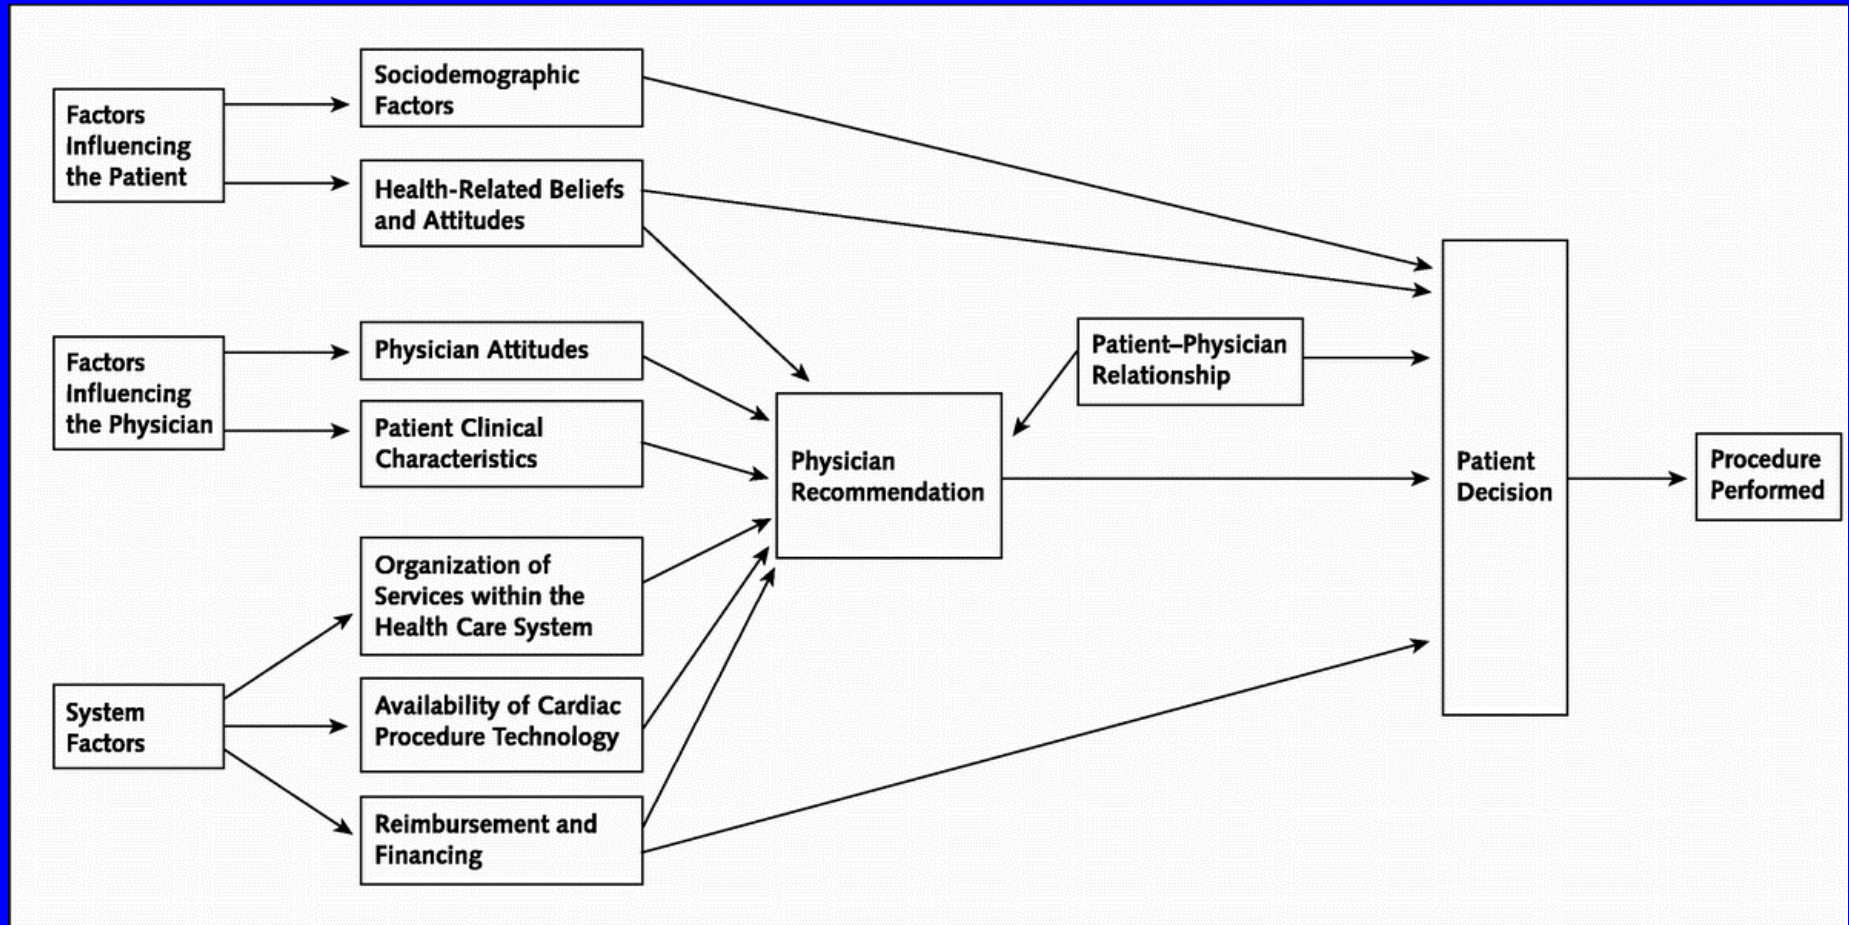 Factors
Influencing
the Patient
Sociodemographic
Factors
Health-Related Beliefs
and Attitudes
Factors
Influencing
the Physician
Physician Attitudes
Patient Clinical
Characteristics
System
Factors
Organization of
Services within the
Health Care System
Availability of Cardiac
Procedure Technology
Reimbursement and
Financing
Physician
Recommendation
Patient–Physician
Relationship
Patient
Decision
Procedure
Performed